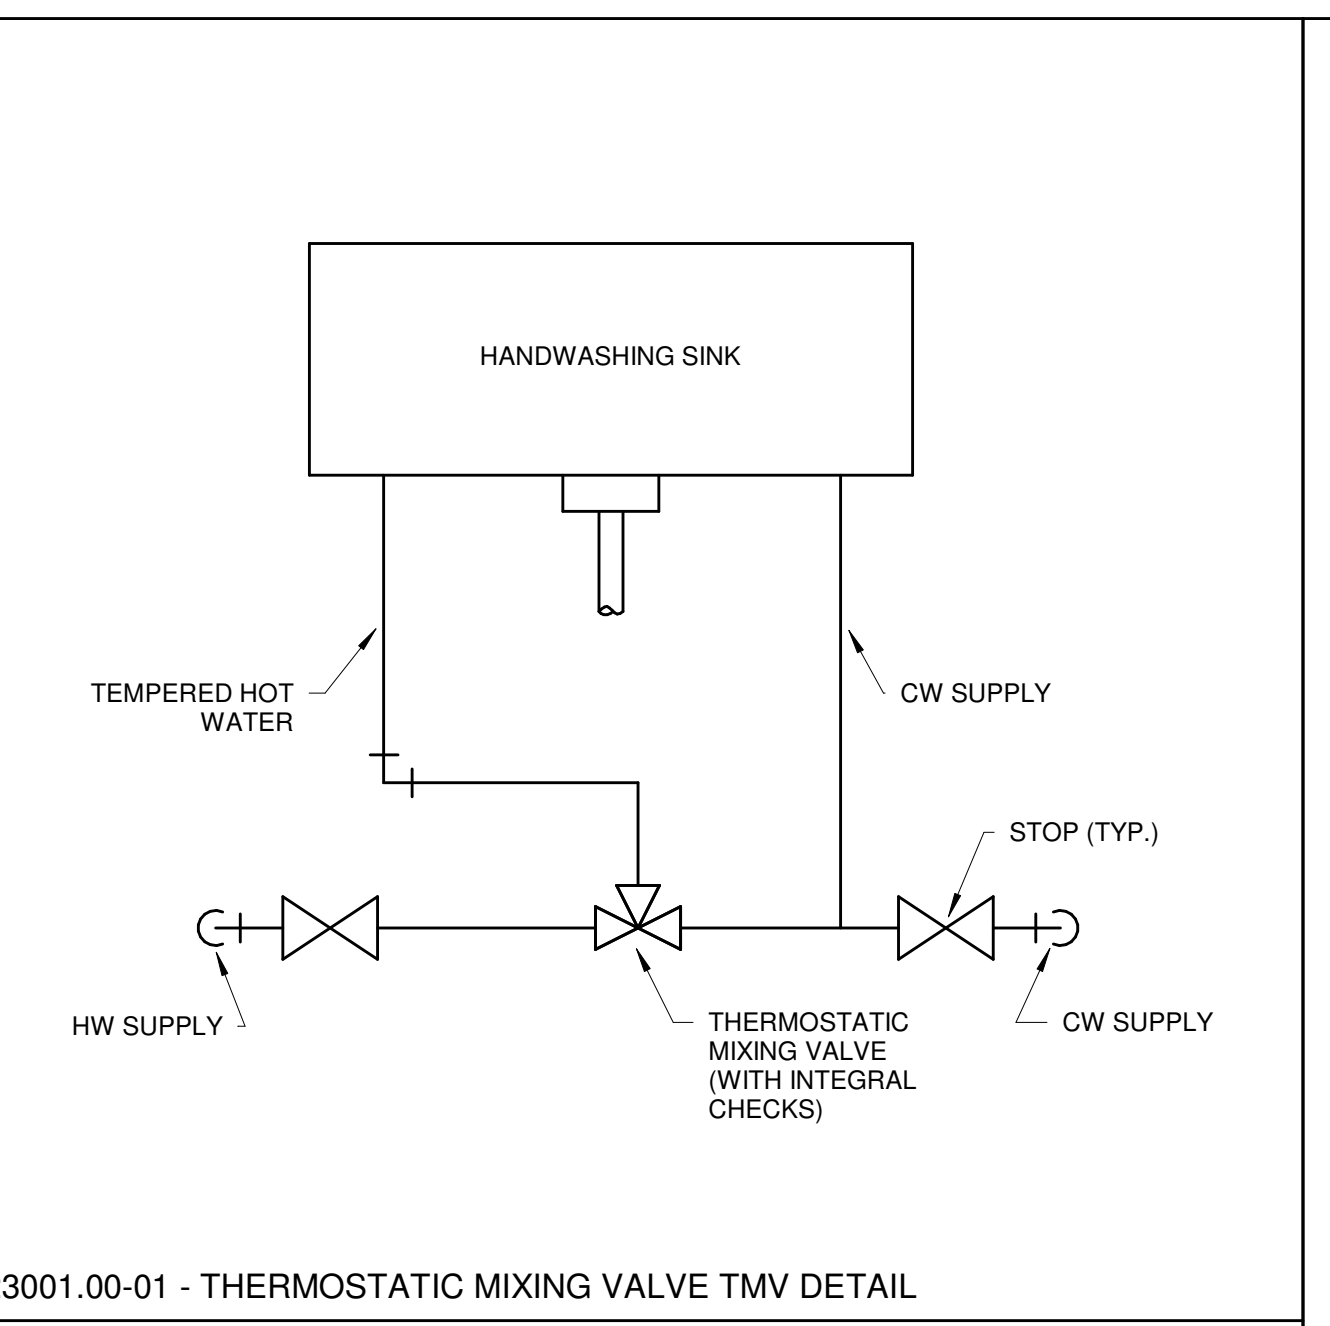 HANDWASHING SINK
TEMPERED HOT
WATER
CW SUPPLY
STOP (TYP.)
HW SUPPLY
THERMOSTATIC
MIXING VALVE
(WITH INTEGRAL
CHECKS)
CW SUPPLY
3001.00-01 - THERMOSTATIC MIXING VALVE TMV DETAIL